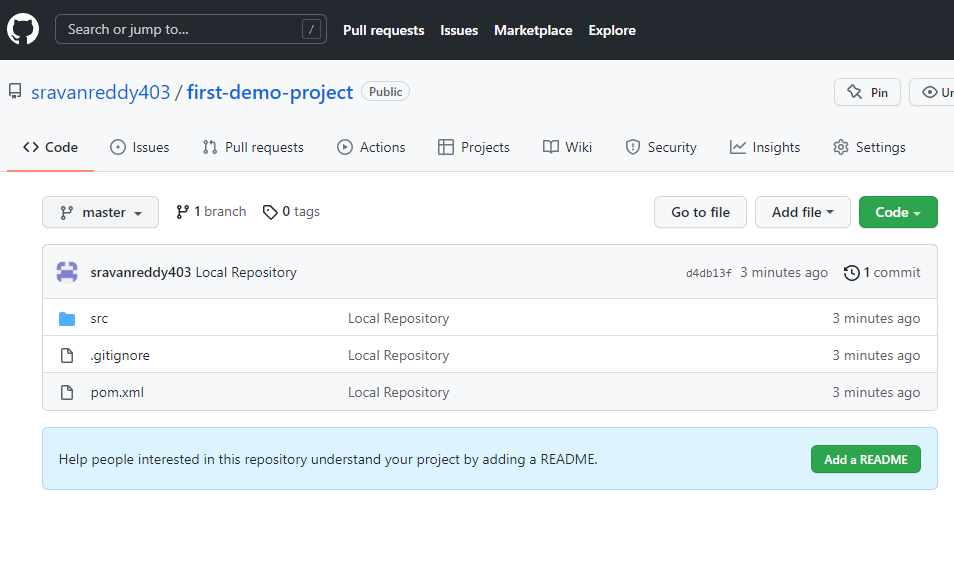 Search or jump to... / Pull requests Issues Marketplace Explore
sravanreddy403 / first-demo-project Public Pin Un
Code Issues Pull requests Actions Projects Wiki Security Insights Settings
master 1 branch 0 tags Go to file Add file Code
sravanreddy403 Local Repository d4db13f 3 minutes ago 1 commit
src Local Repository 3 minutes ago
.gitignore Local Repository 3 minutes ago
pom.xml Local Repository 3 minutes ago
Help people interested in this repository understand your project by adding a README. Add a README